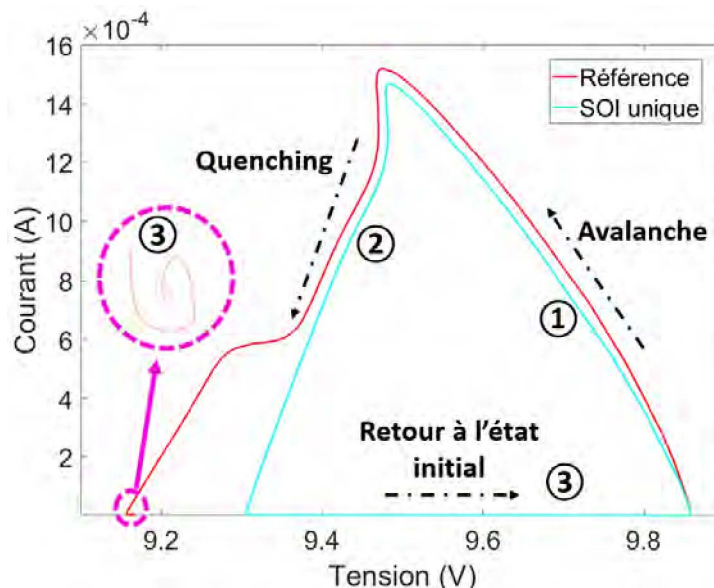 ×10⁻⁴
16
14
12
10
8
6
4
2
Courant (A)
Référence
SOI unique
Quenching
Avalanche
③
②
①
Retour à l'état
initial
③
9.2
9.4
9.6
9.8
Tension (V)